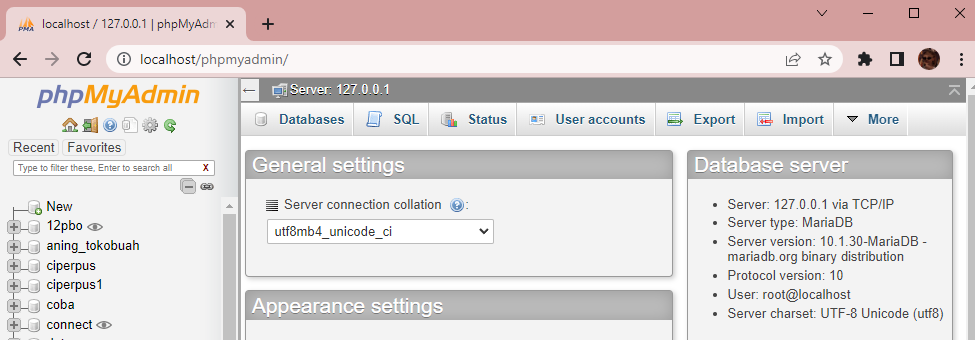 localhost / 127.0.0.1 | phpMyAdm
localhost/phpmyadmin/
phpMyAdmin
Recent Favorites
Type to filter these, Enter to search all X
New
12pbo
aning_tokobuah
ciperpus
ciperpus1
coba
connect
Server: 127.0.0.1
Databases SQL Status User accounts Export Import More
General settings
Server connection collation :
utf8mb4_unicode_ci
Appearance settings
Database server
• Server: 127.0.0.1 via TCP/IP
• Server type: MariaDB
• Server version: 10.1.30-MariaDB -
mariadb.org binary distribution
• Protocol version: 10
• User: root@localhost
• Server charset: UTF-8 Unicode (utf8)